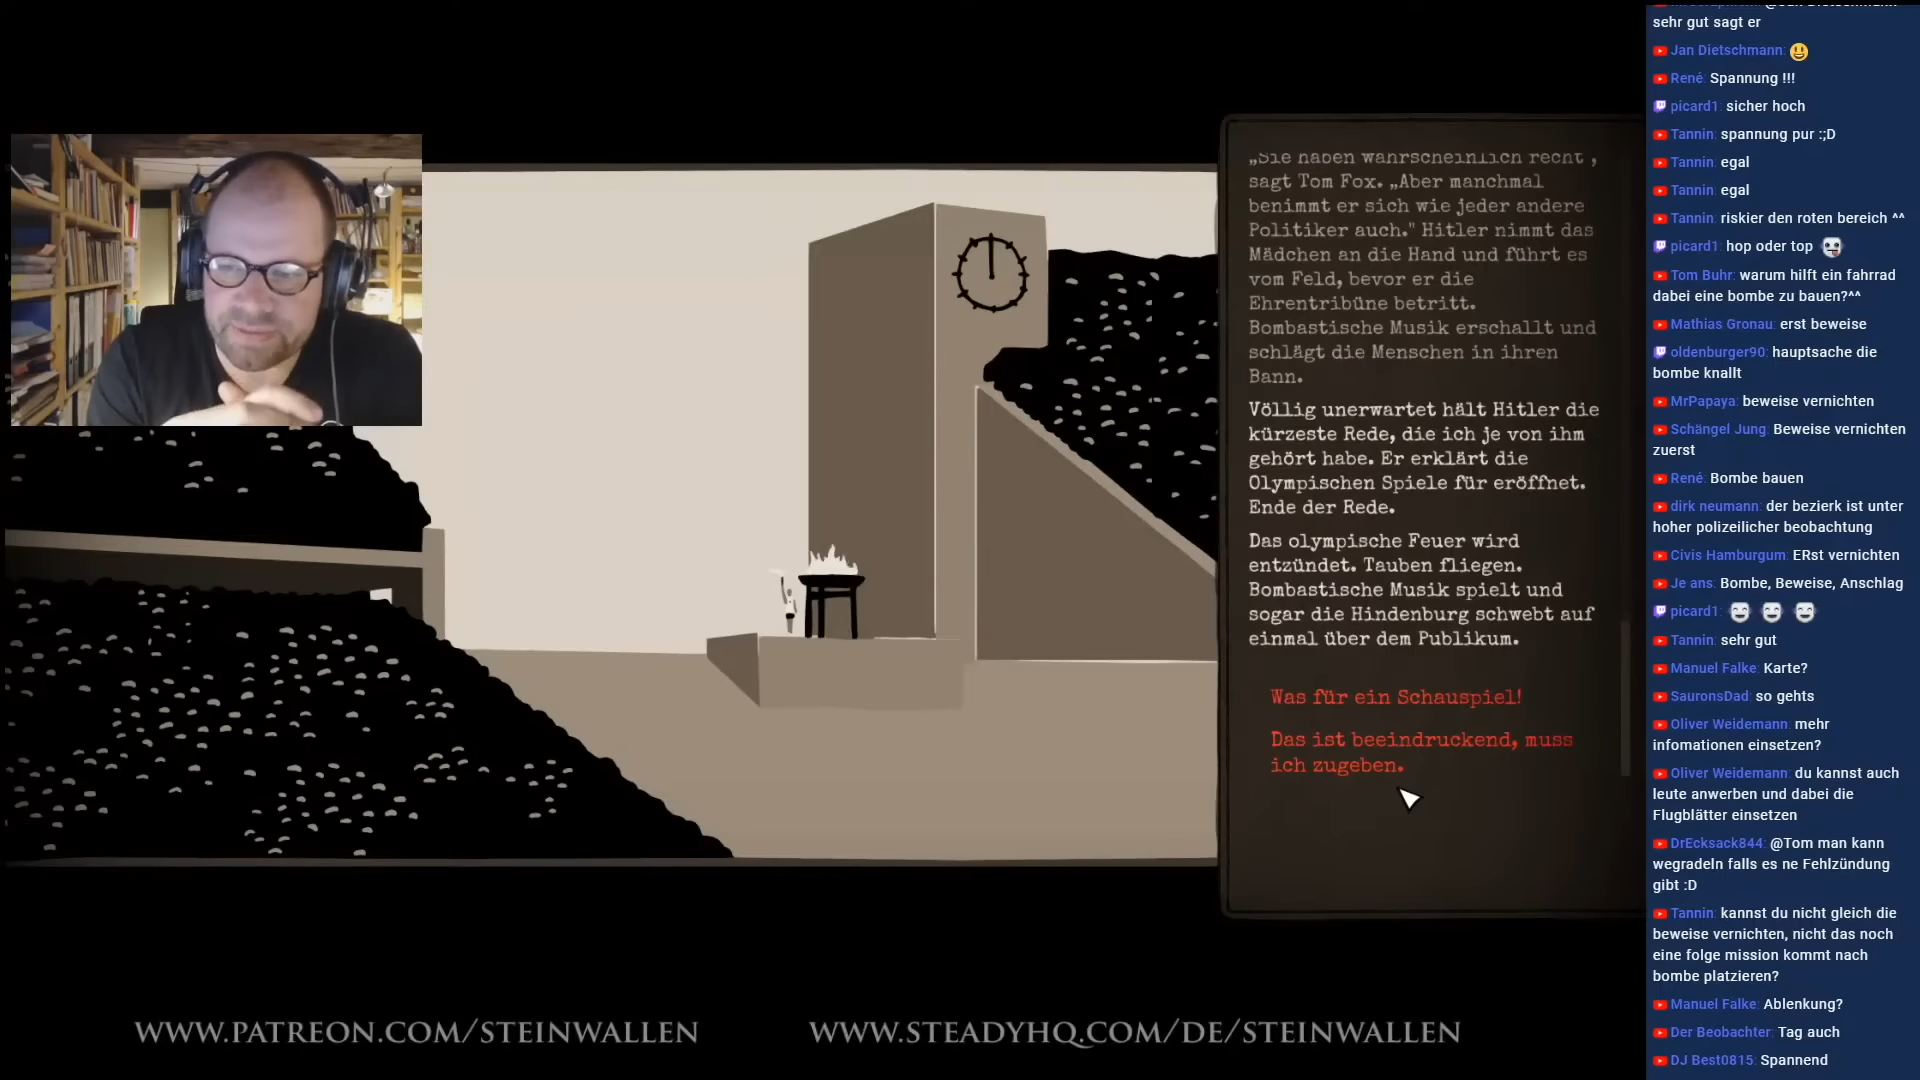 „Sie haben wahrscheinlich recht",
sagt Tom Fox. „Aber manchmal
benimmt er sich wie jeder andere
Politiker auch." Hitler nimmt das
Mädchen an die Hand und führt es
vom Feld, bevor er die
Ehrentribüne betritt.
Bombastische Musik erschallt und
schlägt die Menschen in ihren
Bann.
Völlig unerwartet hält Hitler die
kürzeste Rede, die ich je von ihm
gehört habe. Er erklärt die
Olympischen Spiele für eröffnet.
Ende der Rede.
Das olympische Feuer wird
entzündet. Tauben fliegen.
Bombastische Musik spielt und
sogar die Hindenburg schwebt auf
einmal über dem Publikum.
Was für ein Schauspiel!
Das ist beeindruckend, muss
ich zugeben.
WWW.PATREON.COM/STEINWALLEN
WWW.STEADYHQ.COM/DE/STEINWALLEN
sehr gut sagt er
Jan Dietschmann:
René: Spannung !!!
picard1: sicher hoch
Tannin: spannung pur :;D
Tannin: egal
Tannin: egal
Tannin: riskier den roten bereich ^^
picard1: hop oder top
Tom Buhr: warum hilft ein fahrrad
dabei eine bombe zu bauen?^^
Mathias Gronau: erst beweise
oldenburger90: hauptsache die
bombe knallt
MrPapaya: beweise vernichten
Schängel Jung: Beweise vernichten
zuerst
René: Bombe bauen
dirk neumann: der bezierk ist unter
hoher polizeilicher beobachtung
Civis Hamburgum: ERst vernichten
Je ans: Bombe, Beweise, Anschlag
picard1:
Tannin: sehr gut
Manuel Falke: Karte?
SauronsDad: so gehts
Oliver Weidemann: mehr
infomationen einsetzen?
Oliver Weidemann: du kannst auch
leute anwerben und dabei die
Flugblätter einsetzen
DrEcksack844: @Tom man kann
wegradeln falls es ne Fehlzündung
gibt :D
Tannin: kannst du nicht gleich die
beweise vernichten, nicht das noch
eine folge mission kommt nach
bombe platzieren?
Manuel Falke: Ablenkung?
Der Beobachter: Tag auch
DJ Best0815: Spannend